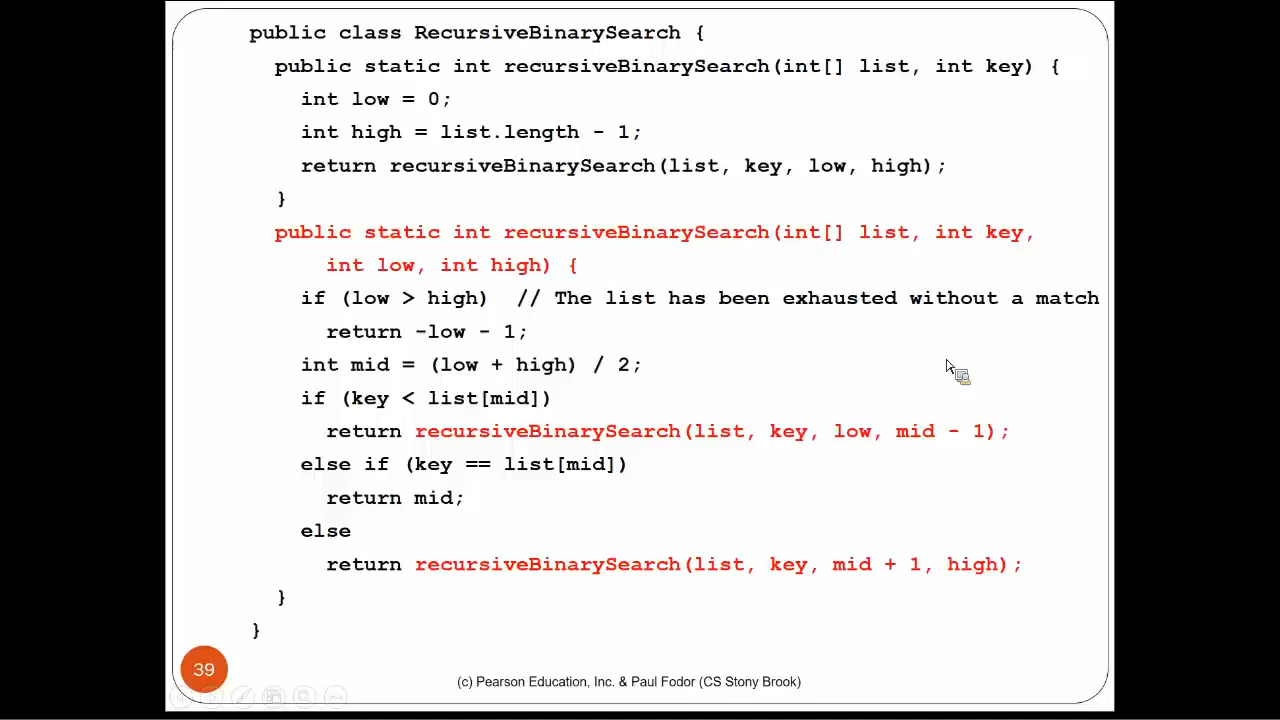 public class RecursiveBinarySearch {
public static int recursiveBinarySearch(int[] list, int key) {
int low = 0;
int high = list.length - 1;
return recursiveBinarySearch(list, key, low, high);
}
public static int recursiveBinarySearch(int[] list, int key,
int low, int high) {
if (low > high)  // The list has been exhausted without a match
return -low - 1;
int mid = (low + high) / 2;
if (key < list[mid])
return recursiveBinarySearch(list, key, low, mid - 1);
else if (key == list[mid])
return mid;
else
return recursiveBinarySearch(list, key, mid + 1, high);
}
}
39
(c) Pearson Education, Inc. & Paul Fodor (CS Stony Brook)